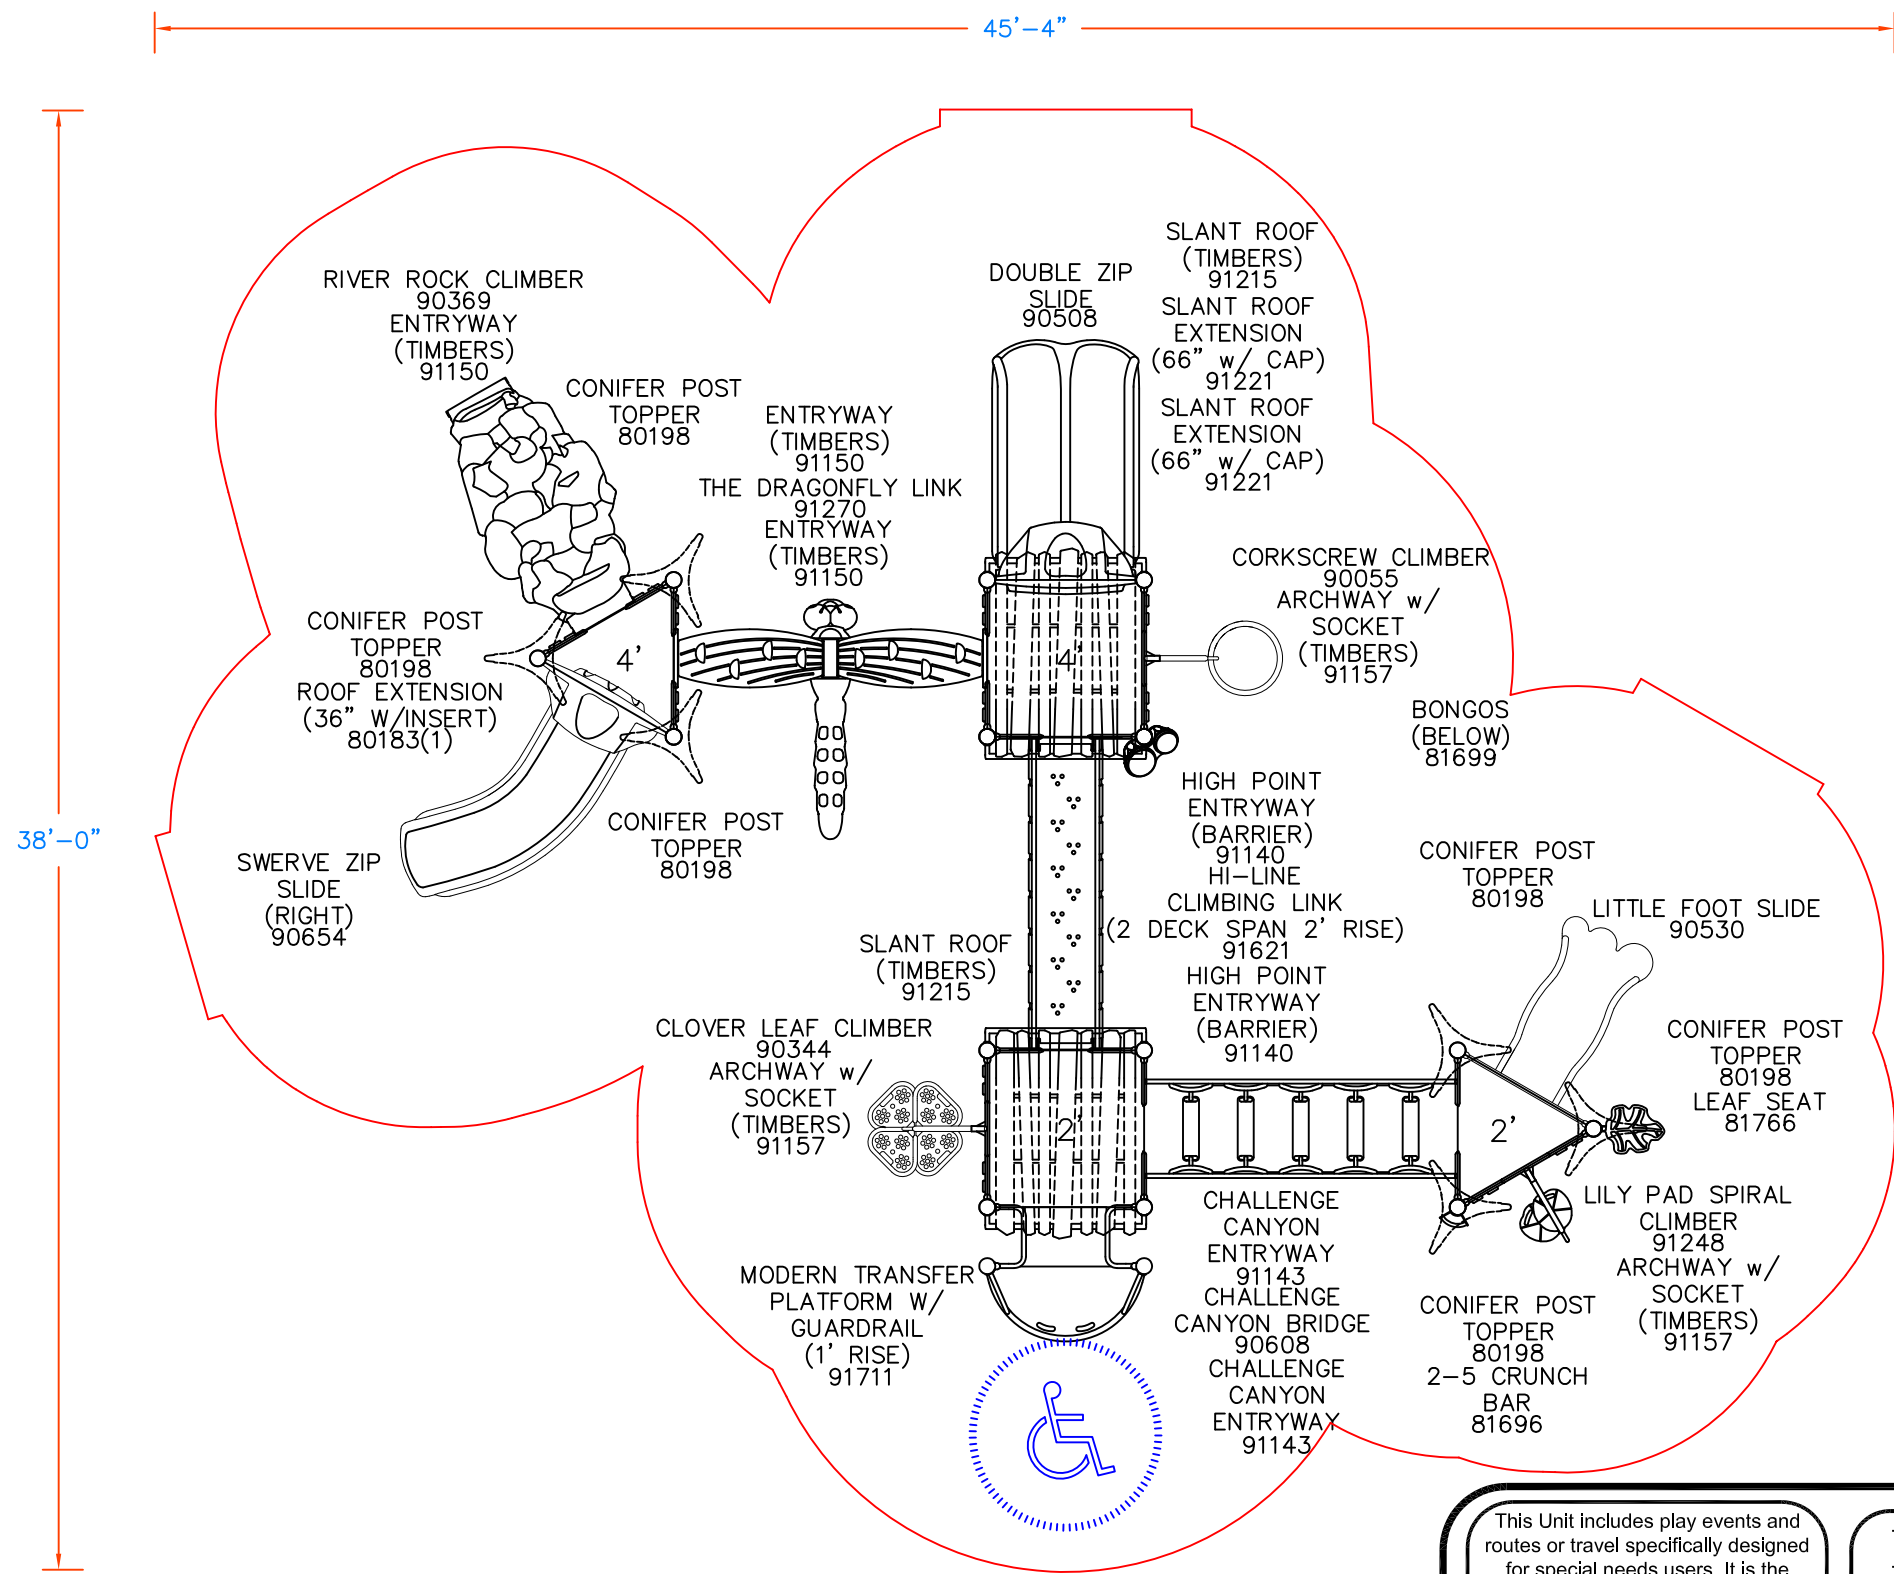 45'-4"
38'-0"
RIVER ROCK CLIMBER
90369
ENTRYWAY
(TIMBERS)
91150
CONIFER POST
TOPPER
80198
ENTRYWAY
(TIMBERS)
91150
THE DRAGONFLY LINK
91270
ENTRYWAY
(TIMBERS)
91150
DOUBLE ZIP
SLIDE
90508
SLANT ROOF
(TIMBERS)
91215
SLANT ROOF
EXTENSION
(66" w/ CAP)
91221
SLANT ROOF
EXTENSION
(66" w/ CAP)
91221
CORKSCREW CLIMBER
90055
ARCHWAY w/
SOCKET
(TIMBERS)
91157
CONIFER POST
TOPPER
80198
ROOF EXTENSION
(36" W/INSERT)
80183(1)
4'
4'
BONGOS
(BELOW)
81699
SWERVE ZIP
SLIDE
(RIGHT)
90654
CONIFER POST
TOPPER
80198
HIGH POINT
ENTRYWAY
(BARRIER)
91140
HI-LINE
CLIMBING LINK
(2 DECK SPAN 2' RISE)
91621
HIGH POINT
ENTRYWAY
(BARRIER)
91140
CONIFER POST
TOPPER
80198
LITTLE FOOT SLIDE
90530
SLANT ROOF
(TIMBERS)
91215
CLOVER LEAF CLIMBER
90344
ARCHWAY w/
SOCKET
(TIMBERS)
91157
2'
2'
CONIFER POST
TOPPER
80198
LEAF SEAT
81766
LILY PAD SPIRAL
CLIMBER
91248
ARCHWAY w/
SOCKET
(TIMBERS)
91157
MODERN TRANSFER
PLATFORM W/
GUARDRAIL
(1' RISE)
91711
CHALLENGE
CANYON
ENTRYWAY
91143
CHALLENGE
CANYON BRIDGE
90608
CHALLENGE
CANYON
ENTRYWAY
91143
CONIFER POST
TOPPER
80198
2-5 CRUNCH
BAR
81696
This Unit includes play events and
routes or travel specifically designed
for special needs users. It is the